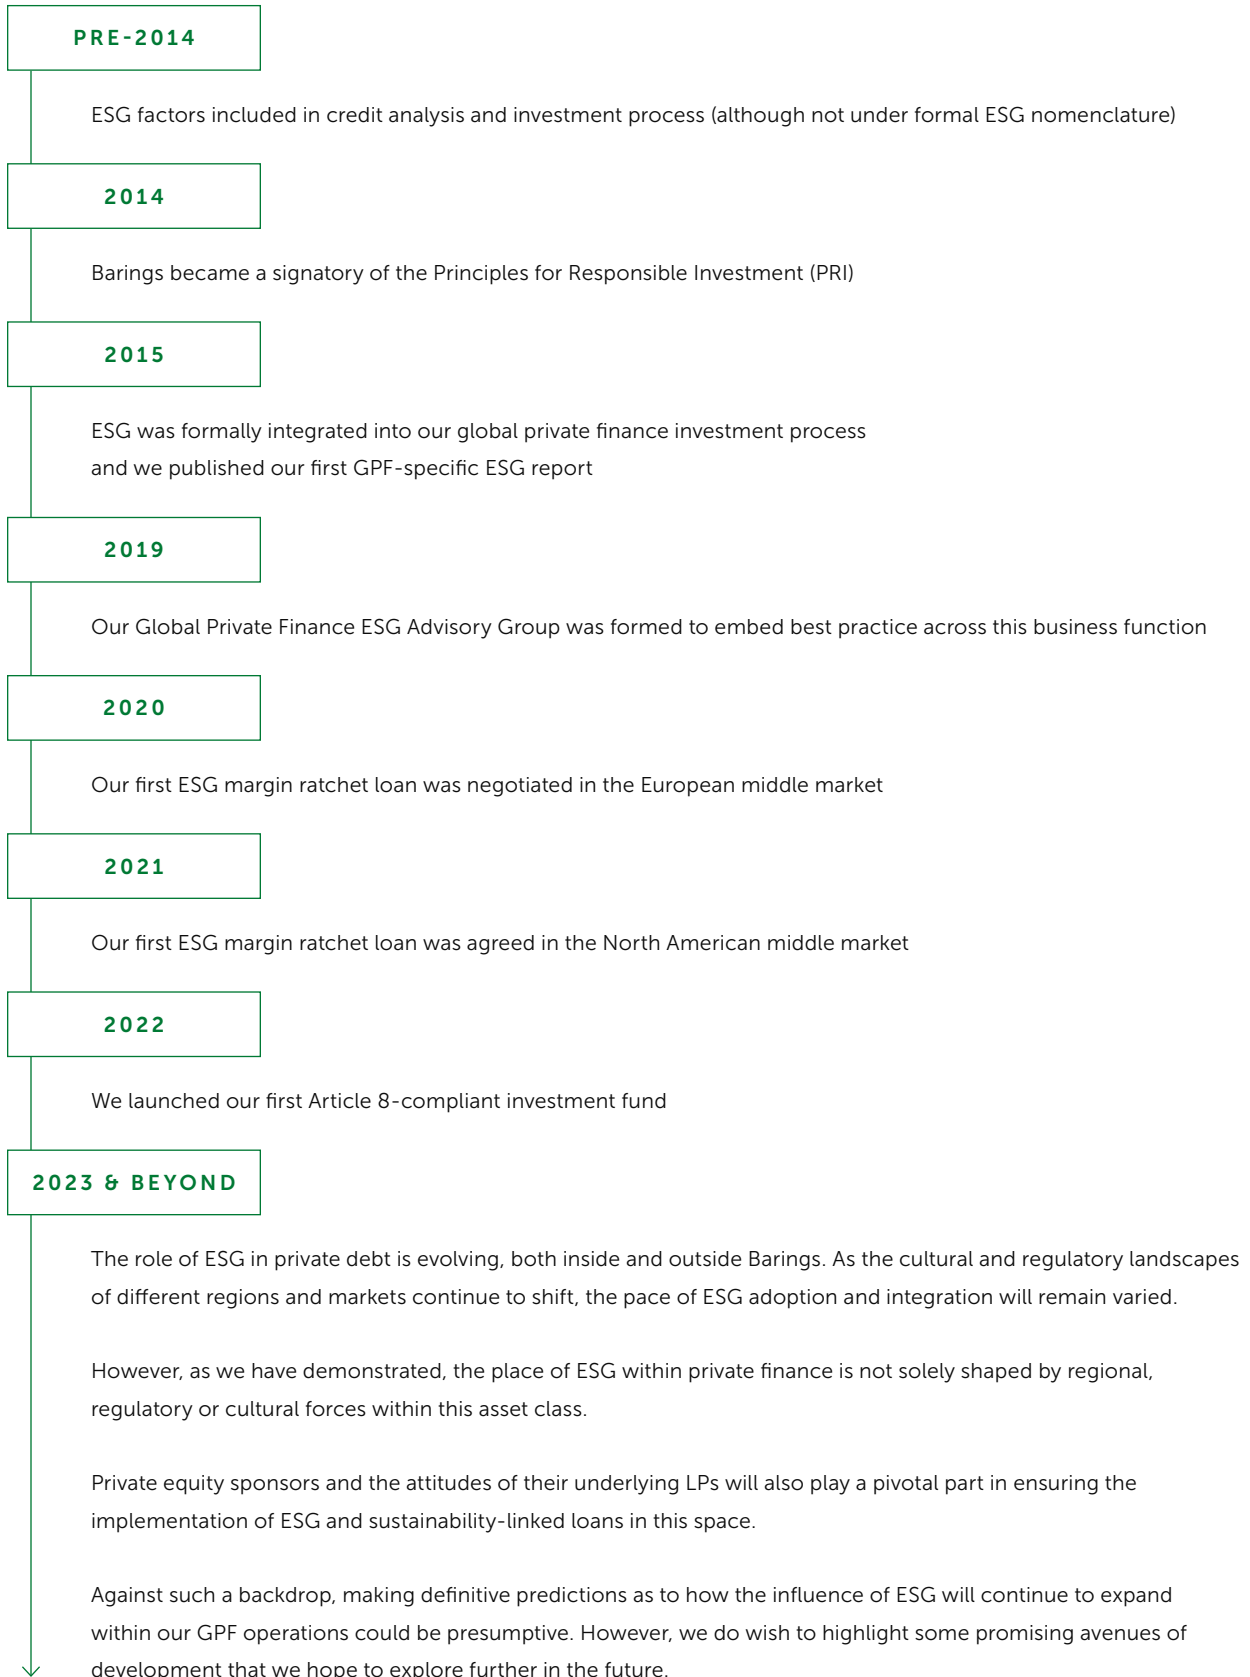 PRE-2014
ESG factors included in credit analysis and investment process (although not under formal ESG nomenclature)
2014
Barings became a signatory of the Principles for Responsible Investment (PRI)
2015
ESG was formally integrated into our global private finance investment process
and we published our first GPF-specific ESG report
2019
Our Global Private Finance ESG Advisory Group was formed to embed best practice across this business function
2020
Our first ESG margin ratchet loan was negotiated in the European middle market
2021
Our first ESG margin ratchet loan was agreed in the North American middle market
2022
We launched our first Article 8-compliant investment fund
2023 & BEYOND
The role of ESG in private debt is evolving, both inside and outside Barings. As the cultural and regulatory landscapes
of different regions and markets continue to shift, the pace of ESG adoption and integration will remain varied.
However, as we have demonstrated, the place of ESG within private finance is not solely shaped by regional,
regulatory or cultural forces within this asset class.
Private equity sponsors and the attitudes of their underlying LPs will also play a pivotal part in ensuring the
implementation of ESG and sustainability-linked loans in this space.
Against such a backdrop, making definitive predictions as to how the influence of ESG will continue to expand
within our GPF operations could be presumptive. However, we do wish to highlight some promising avenues of
development that we hope to explore further in the future.